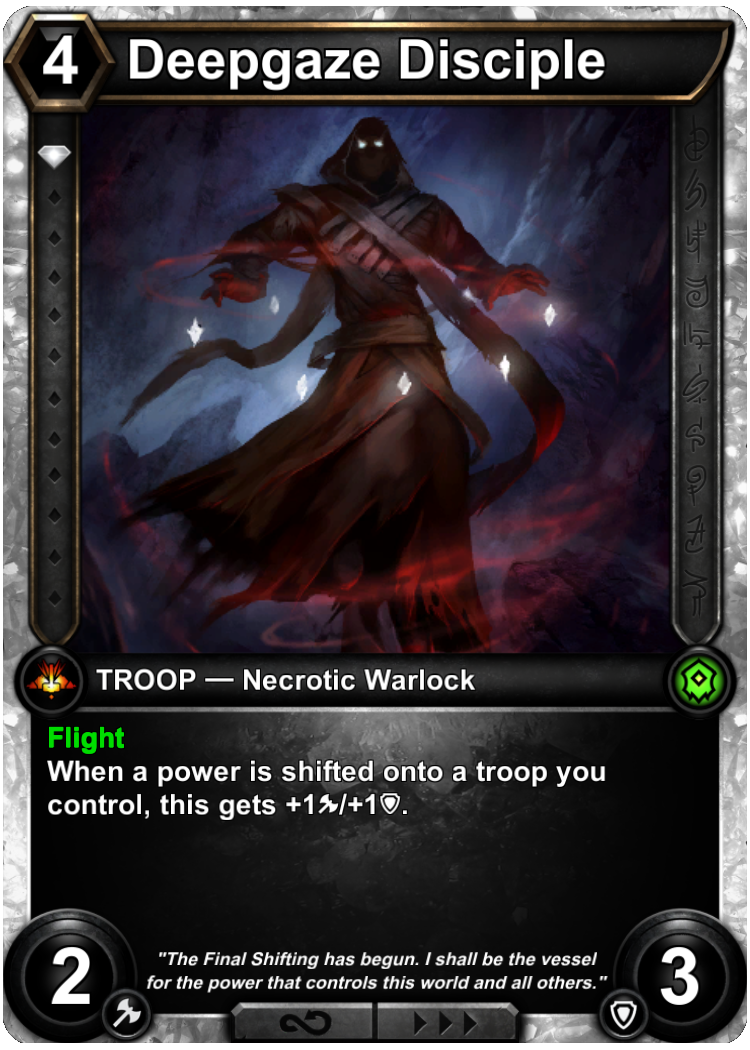 4 Deepgaze Disciple
TROOP — Necrotic Warlock
Flight
When a power is shifted onto a troop you
control, this gets +1/+1.
"The Final Shifting has begun. I shall be the vessel
for the power that controls this world and all others."
2 3